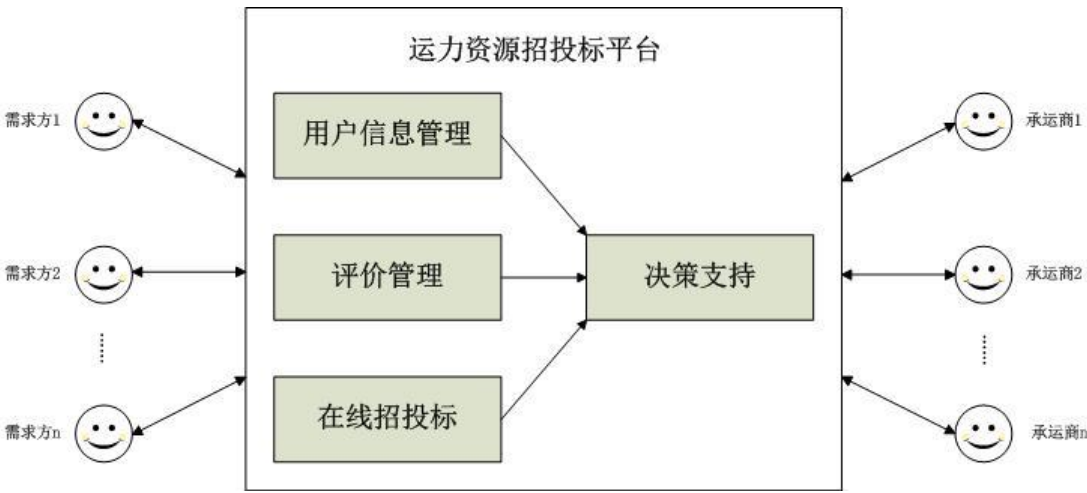 运力资源招投标平台
需求方1
用户信息管理
承运商1
需求方2
评价管理
决策支持
承运商2
需求方n
在线招投标
承运商n